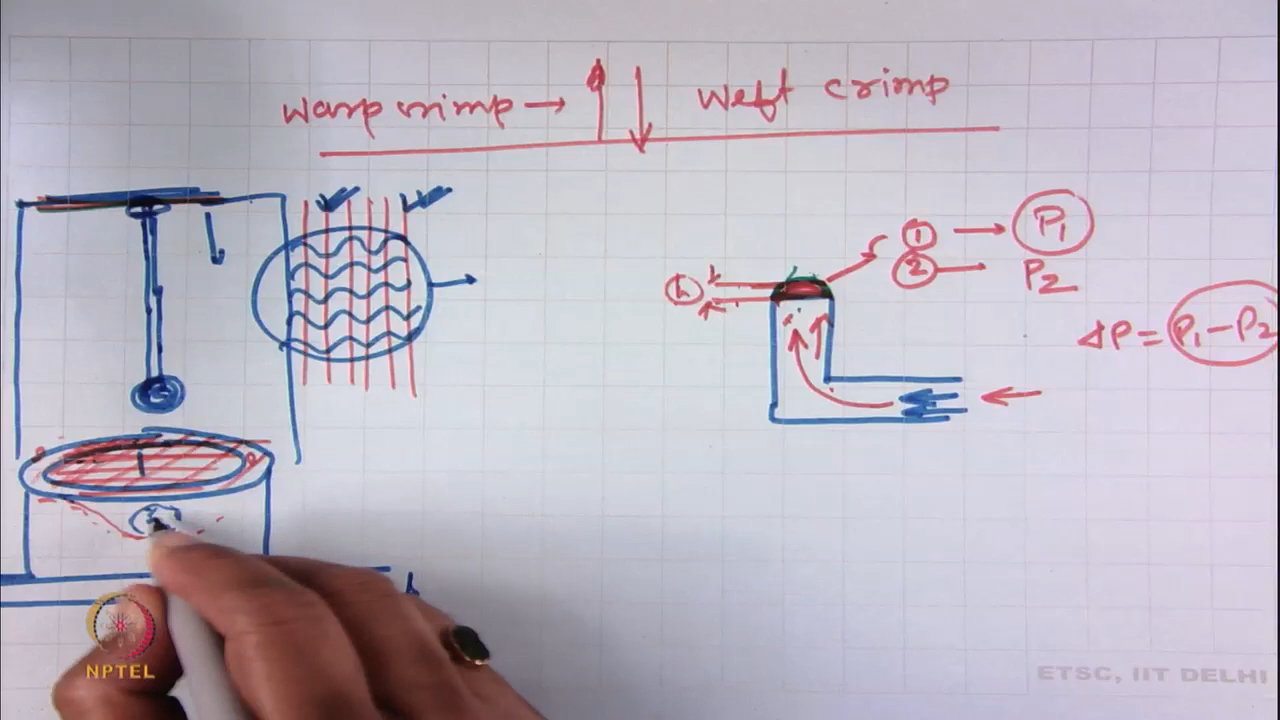 Warp crimp → ↑ ↓ Weft crimp
① → P₁
② → P₂
h
ΔP = P₁ - P₂
NPTEL
ETSC, IIT DELHI